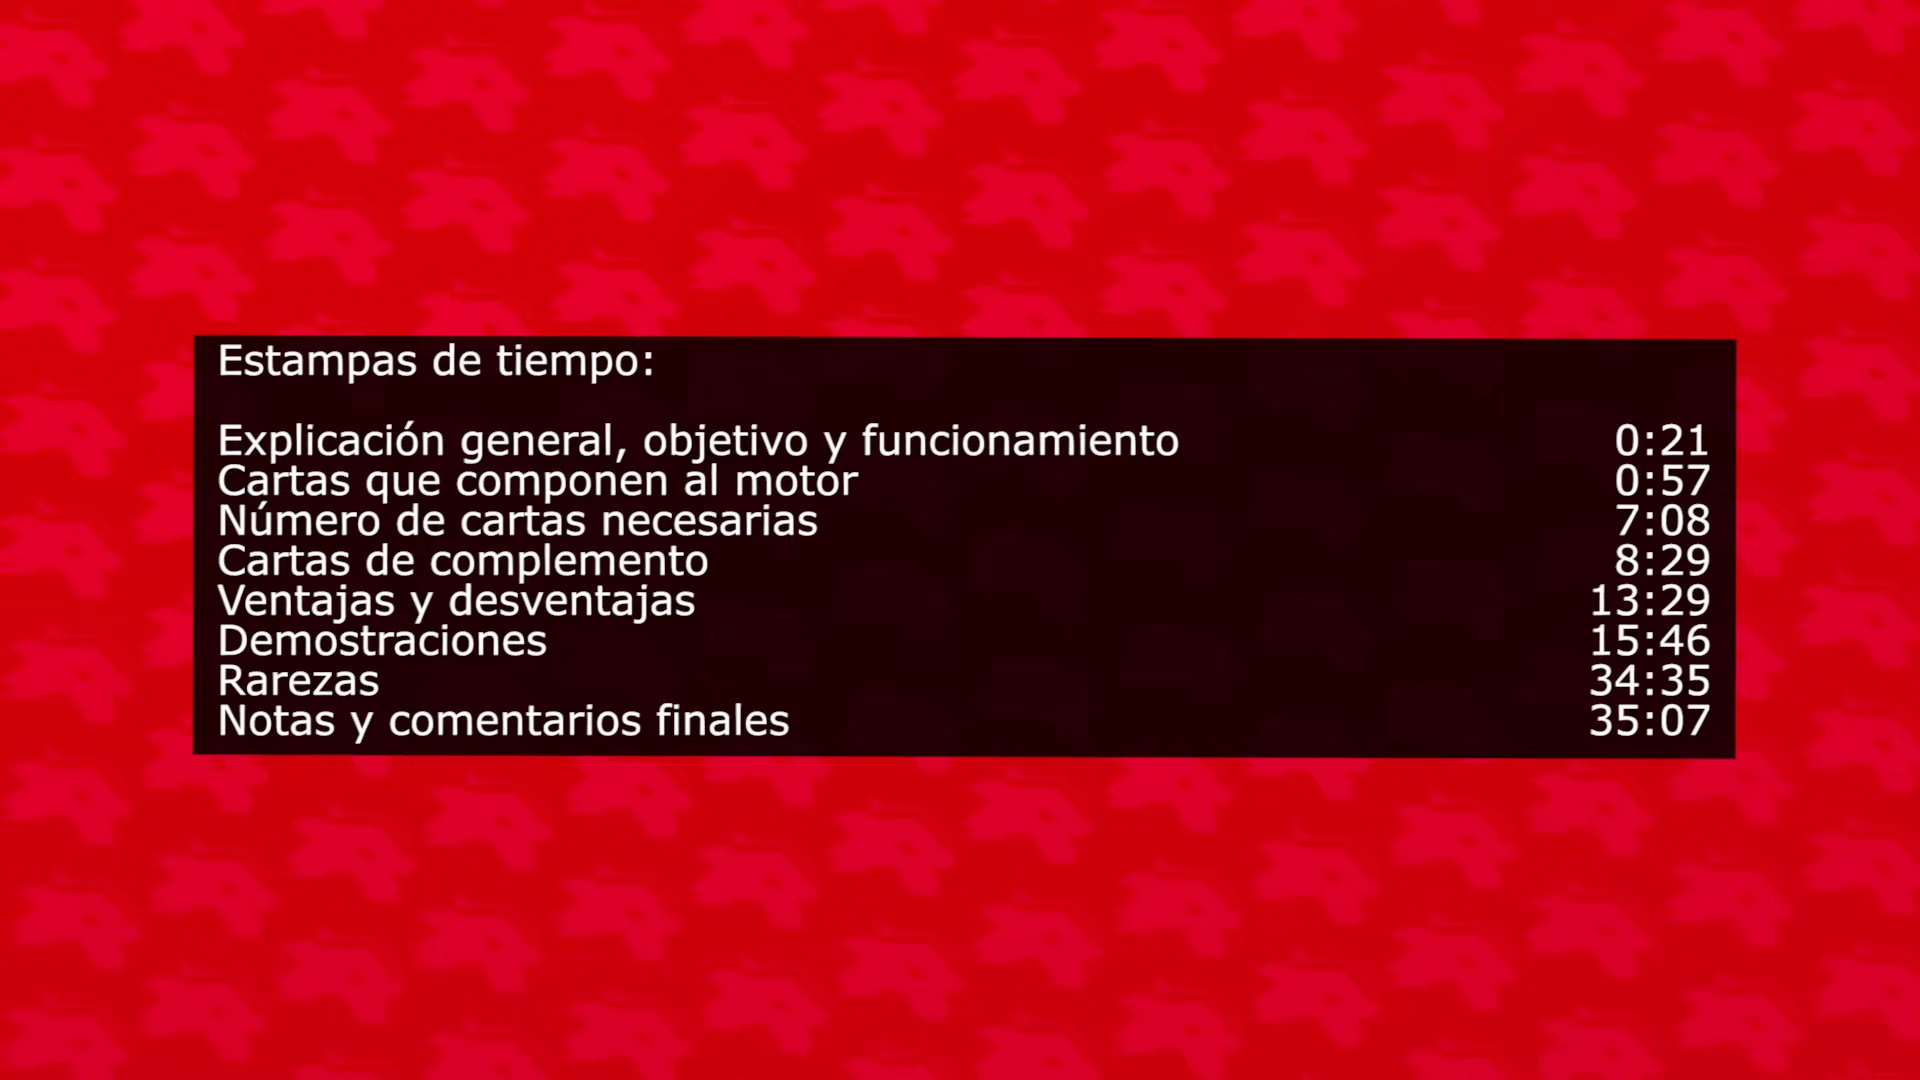 Estampas de tiempo:
Explicación general, objetivo y funcionamiento 0:21
Cartas que componen al motor 0:57
Número de cartas necesarias 7:08
Cartas de complemento 8:29
Ventajas y desventajas 13:29
Demostraciones 15:46
Rarezas 34:35
Notas y comentarios finales 35:07